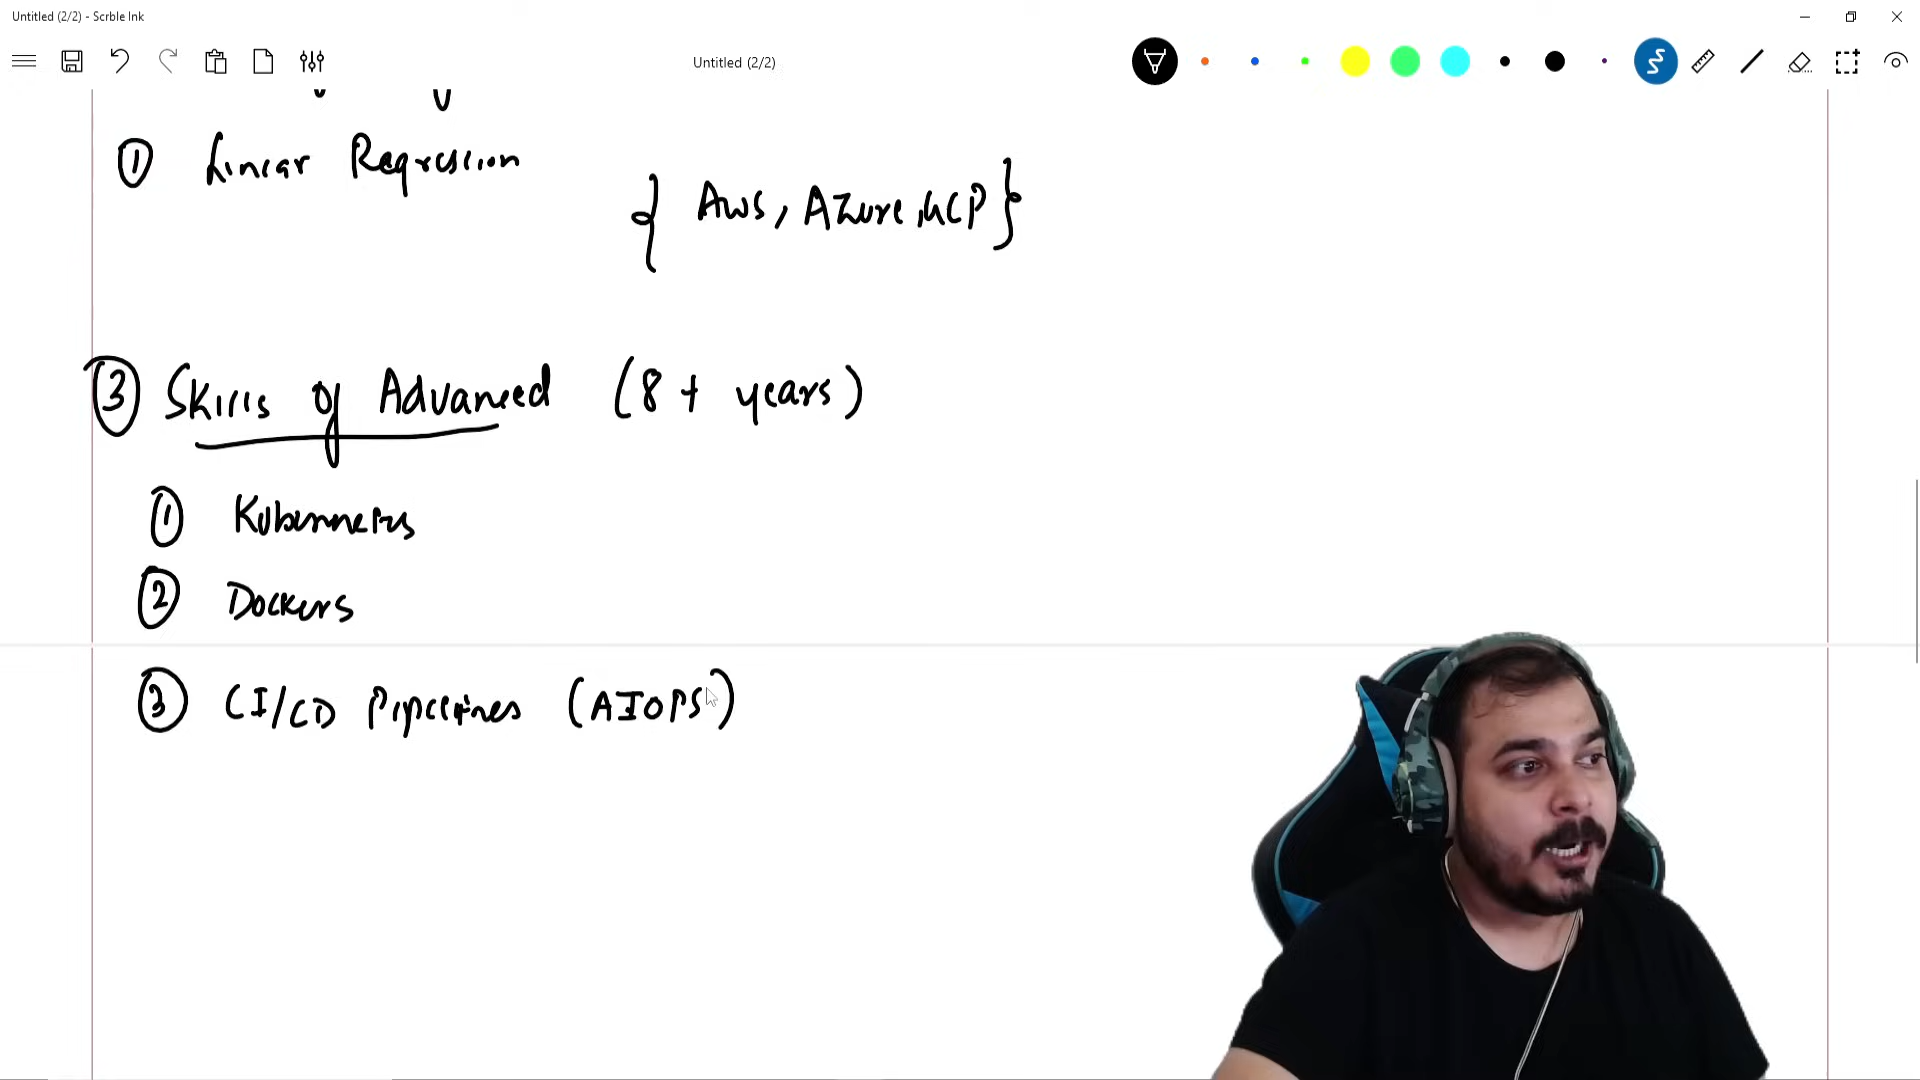 Untitled (2/2) - Scrble Ink
Untitled (2/2)
① Linear Regression
{ Aws, AZure, GCP }
③ Skills of Advanced (8 + years)
① Kubernetes
② Dockers
③ CI/CD Pipelines (AIOPS)